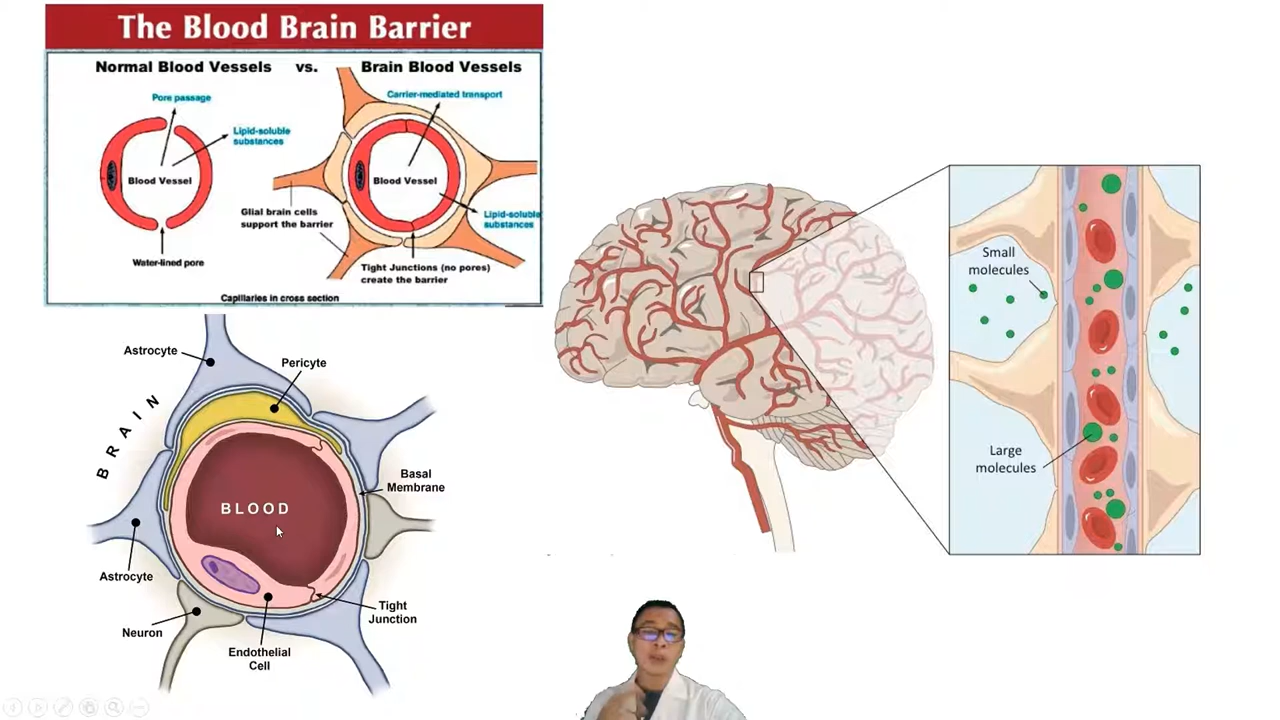 The Blood Brain Barrier
Normal Blood Vessels vs. Brain Blood Vessels
Pore passage
Lipid-soluble
substances
Blood Vessel
Water-lined pore
Carrier-mediated transport
Blood Vessel
Glial brain cells
support the barrier
Lipid-soluble
substances
Tight Junctions (no pores)
create the barrier
Capillaries in cross section
Astrocyte
Pericyte
BRAIN
BLOOD
Basal
Membrane
Astrocyte
Neuron
Endothelial
Cell
Tight
Junction
Small
molecules
Large
molecules